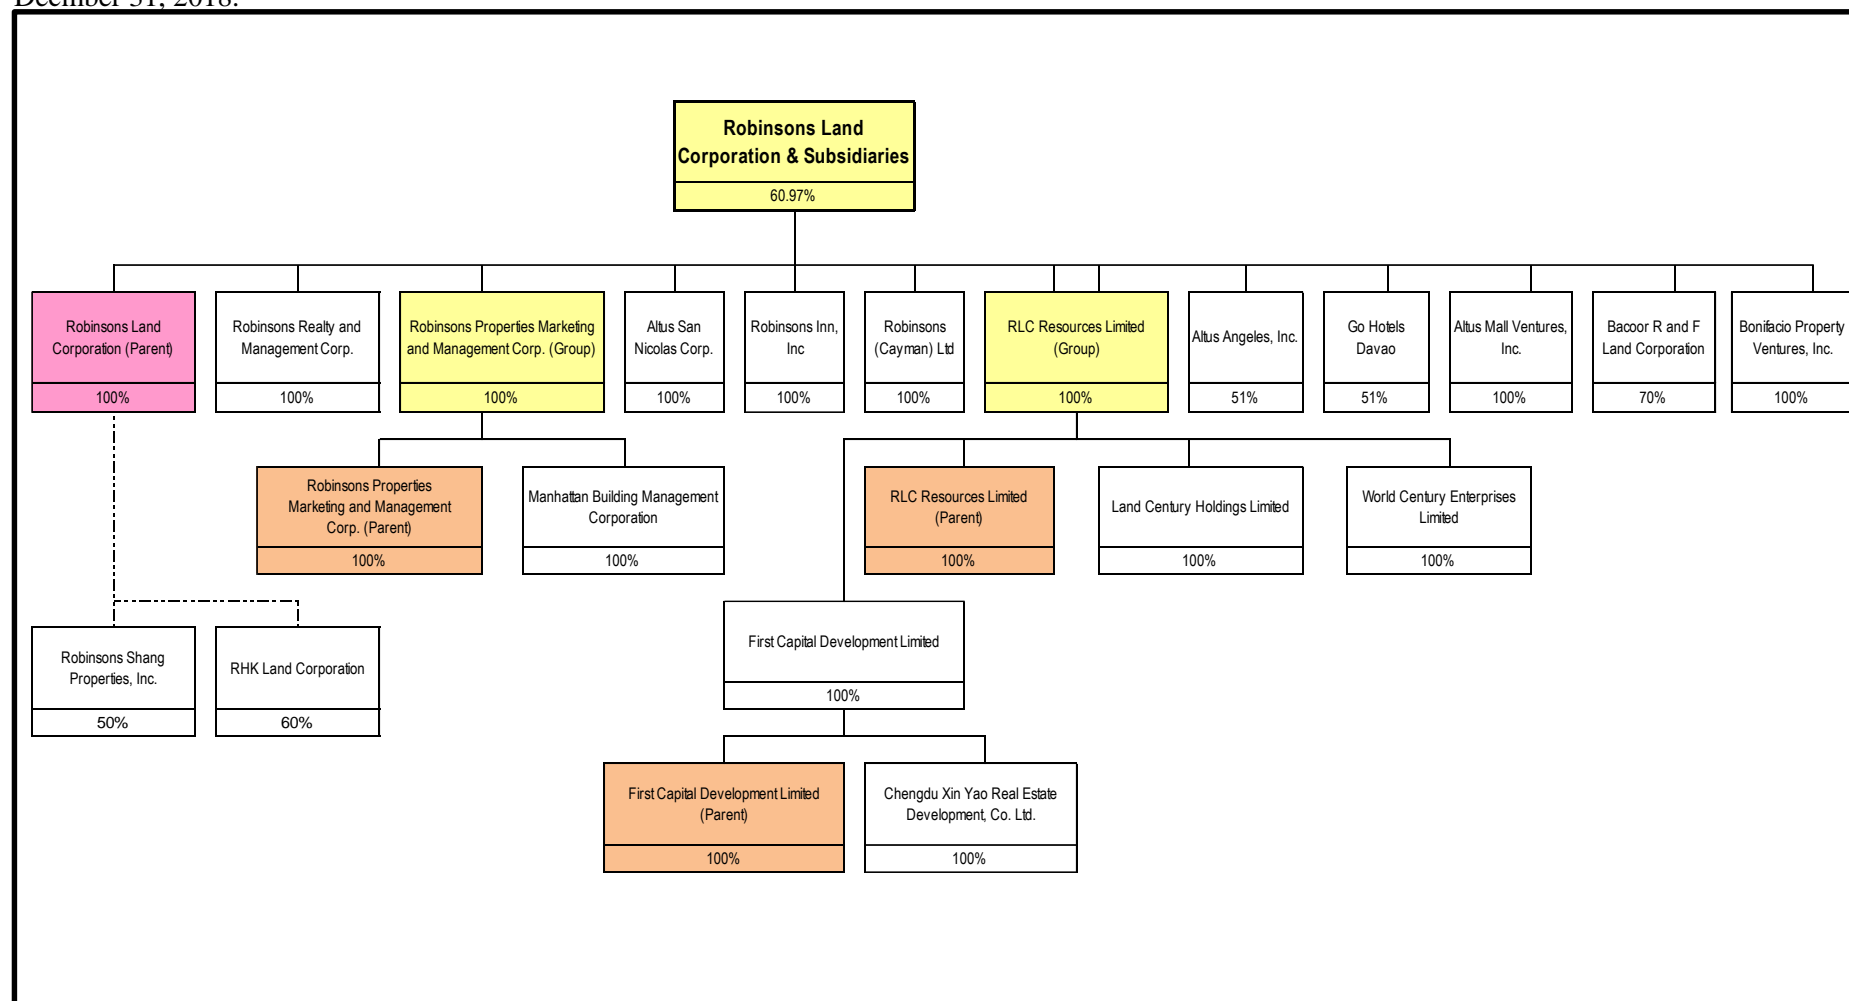 December 31, 2018.
Robinsons Land
Corporation & Subsidiaries
60.97%
Robinsons Land
Corporation (Parent)
100%
Robinsons Realty and
Management Corp.
100%
Robinsons Properties Marketing
and Management Corp. (Group)
100%
Altus San
Nicolas Corp.
100%
Robinsons Inn,
Inc
100%
Robinsons
(Cayman) Ltd
100%
RLC Resources Limited
(Group)
100%
Altus Angeles, Inc.
51%
Go Hotels
Davao
51%
Altus Mall Ventures,
Inc.
100%
Bacoor R and F
Land Corporation
70%
Bonifacio Property
Ventures, Inc.
100%
Robinsons Properties
Marketing and Management
Corp. (Parent)
100%
Manhattan Building Management
Corporation
100%
RLC Resources Limited
(Parent)
100%
Land Century Holdings Limited
100%
World Century Enterprises
Limited
100%
Robinsons Shang
Properties, Inc.
50%
RHK Land Corporation
60%
First Capital Development Limited
100%
First Capital Development Limited
(Parent)
100%
Chengdu Xin Yao Real Estate
Development, Co. Ltd.
100%